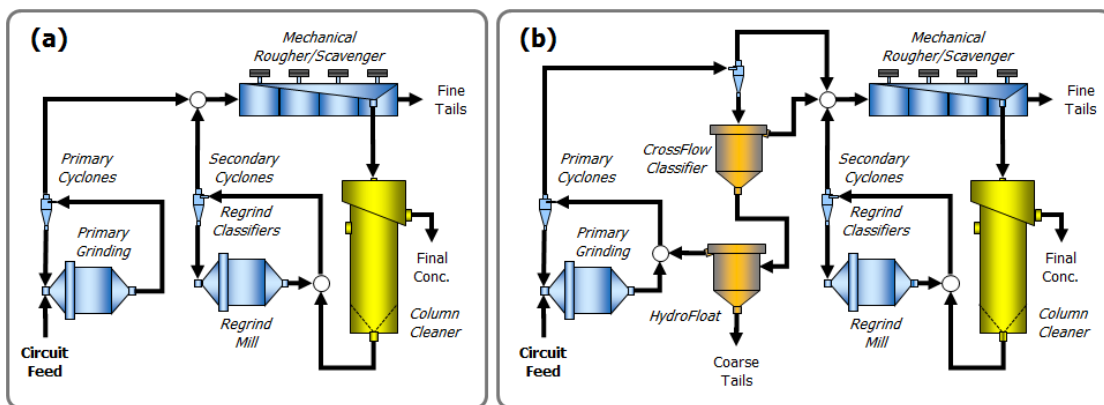 (a)
Mechanical
Rougher/Scavenger
Fine
Tails
Primary
Cyclones
Secondary
Cyclones
Primary
Grinding
Regrind
Classifiers
Final
Conc.
Regrind
Mill
Column
Cleaner
Circuit
Feed
(b)
Mechanical
Rougher/Scavenger
Fine
Tails
CrossFlow
Classifier
Primary
Cyclones
Secondary
Cyclones
Primary
Grinding
Regrind
Classifiers
Final
Conc.
HydroFloat
Regrind
Mill
Column
Cleaner
Circuit
Feed
Coarse
Tails